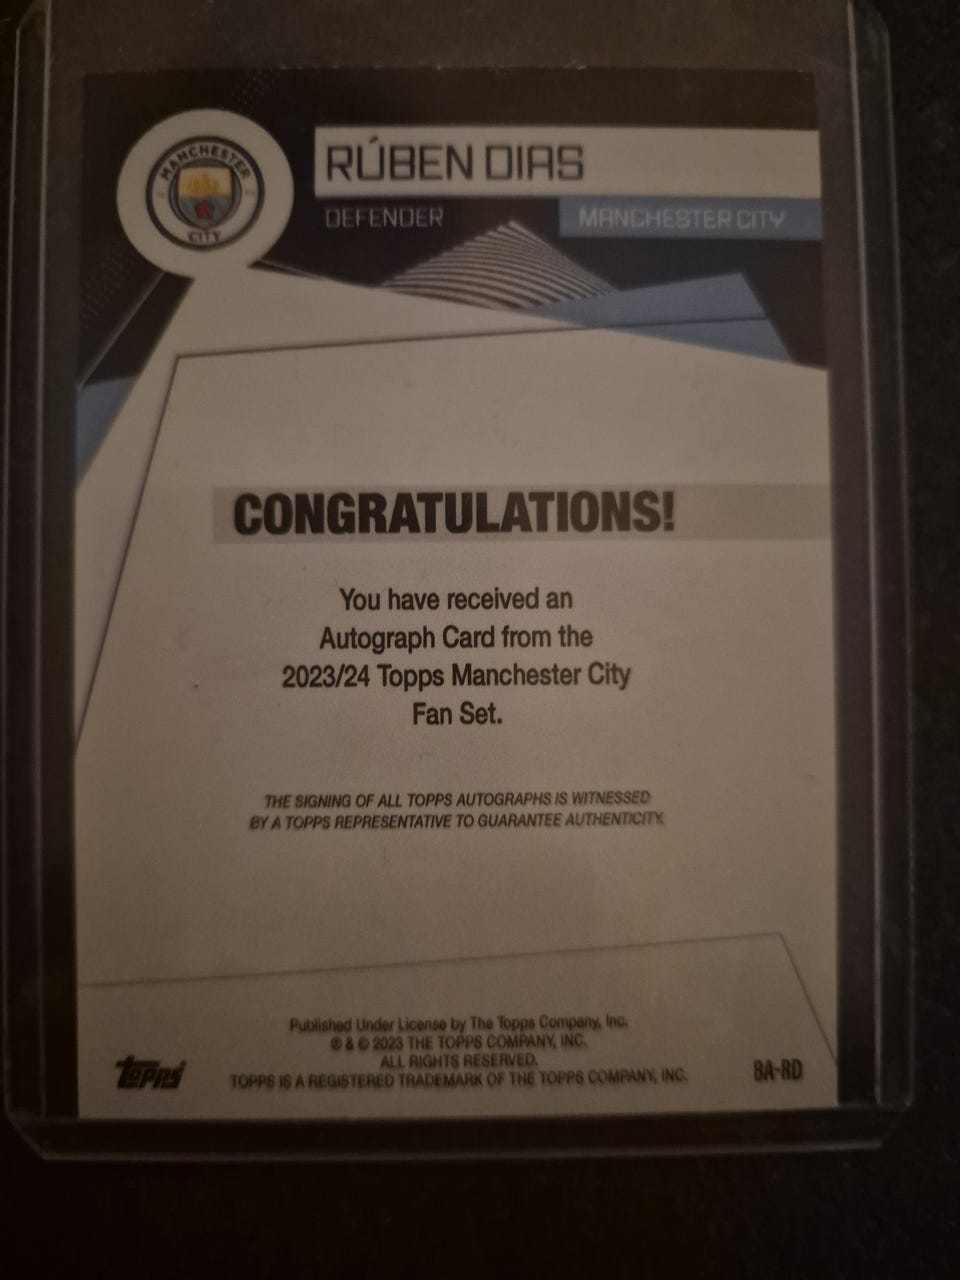 MANCHESTER
CITY
RÚBEN DIAS
DEFENDER
MANCHESTER CITY
CONGRATULATIONS!
You have received an
Autograph Card from the
2023/24 Topps Manchester City
Fan Set.
THE SIGNING OF ALL TOPPS AUTOGRAPHS IS WITNESSED
BY A TOPPS REPRESENTATIVE TO GUARANTEE AUTHENTICITY.
Published Under License by The Topps Company, Inc.
® & © 2023 THE TOPPS COMPANY, INC.
ALL RIGHTS RESERVED.
TOPPS IS A REGISTERED TRADEMARK OF THE TOPPS COMPANY, INC.
topps
BA-RD